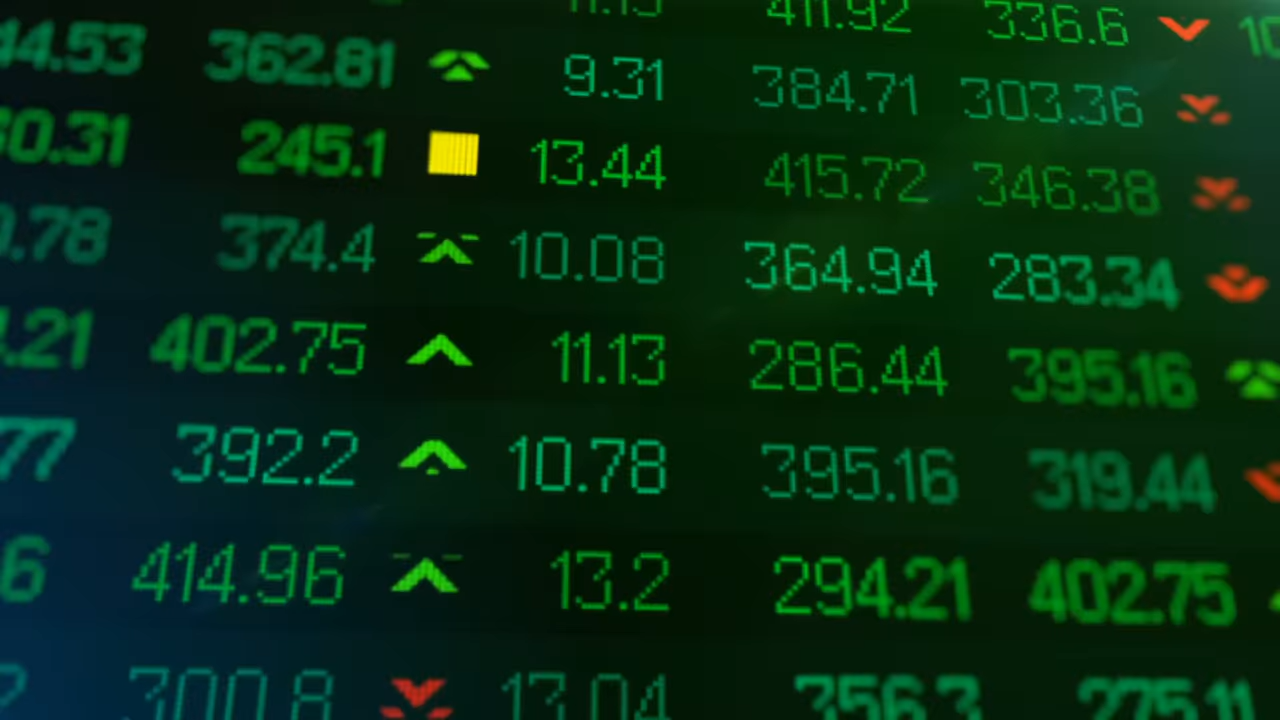 11.13 411.92 336.6
44.53 362.81 9.31 384.71 303.36
60.31 245.1 13.44 415.72 346.38
0.78 374.4 10.08 364.94 283.34
.21 402.75 11.13 286.44 395.16
77 392.2 10.78 395.16 319.44
6 414.96 13.2 294.21 402.75
300.8 13.04 356.3 275.11